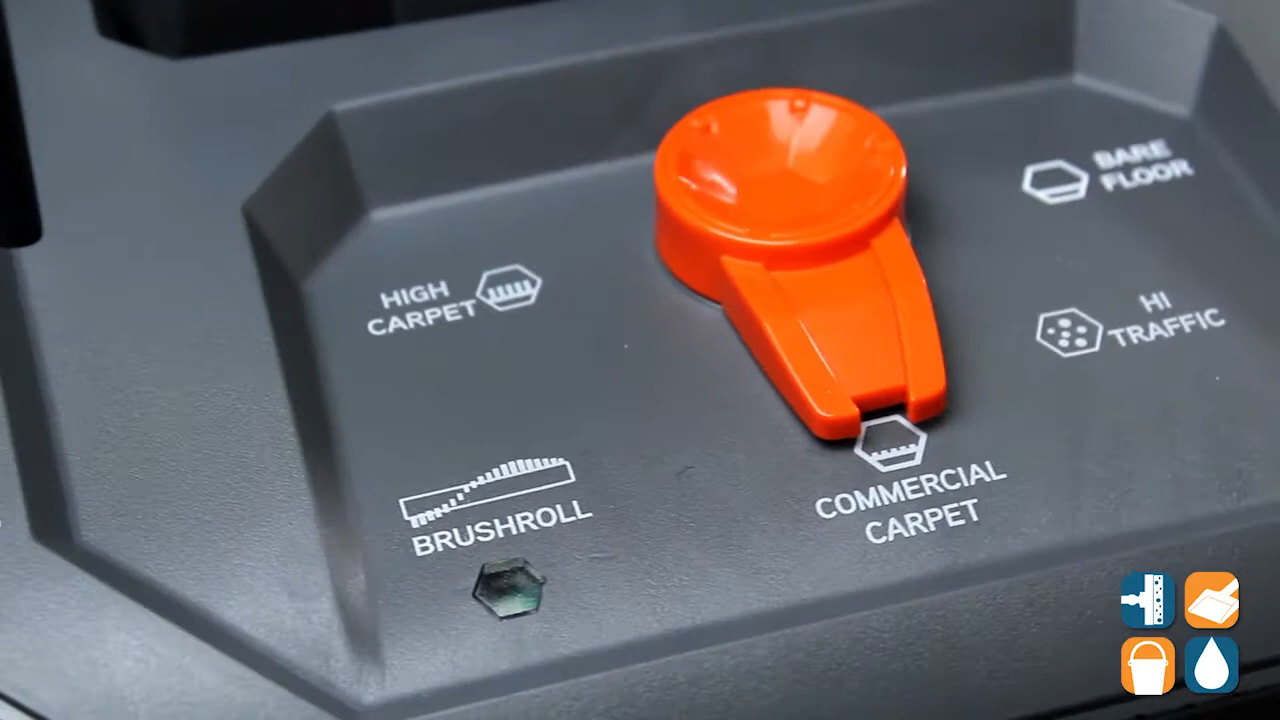 BARE
FLOOR
HIGH
CARPET
HI
TRAFFIC
COMMERCIAL
CARPET
BRUSHROLL